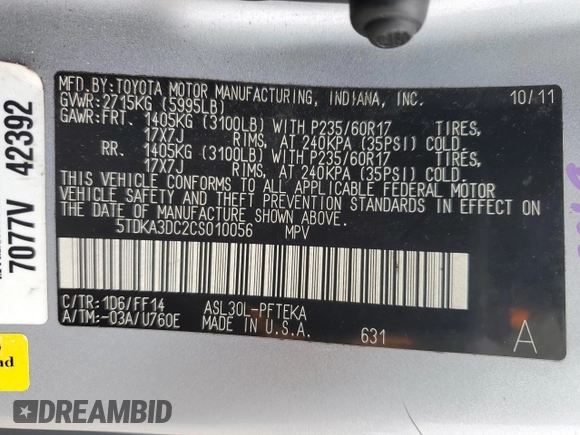 MFD.BY:TOYOTA MOTOR MANUFACTURING, INDIANA, INC. 10/11
GVWR:2715KG (5995LB)
GAWR:FRT. 1405KG (3100LB) WITH P235/60R17 TIRES,
17X7J RIMS, AT 240KPA (35PSI) COLD.
RR. 1405KG (3100LB) WITH P235/60R17 TIRES,
17X7J RIMS, AT 240KPA (35PSI) COLD.
THIS VEHICLE CONFORMS TO ALL APPLICABLE FEDERAL MOTOR
VEHICLE SAFETY AND THEFT PREVENTION STANDARDS IN EFFECT ON
THE DATE OF MANUFACTURE SHOWN ABOVE.
5TDKA3DC2CS010056 MPV
C/TR:1D6/FF14 ASL30L-PFTEKA
A/TM:-03A/U760E MADE IN U.S.A. 631 A
7077V 42392
DREAMBID